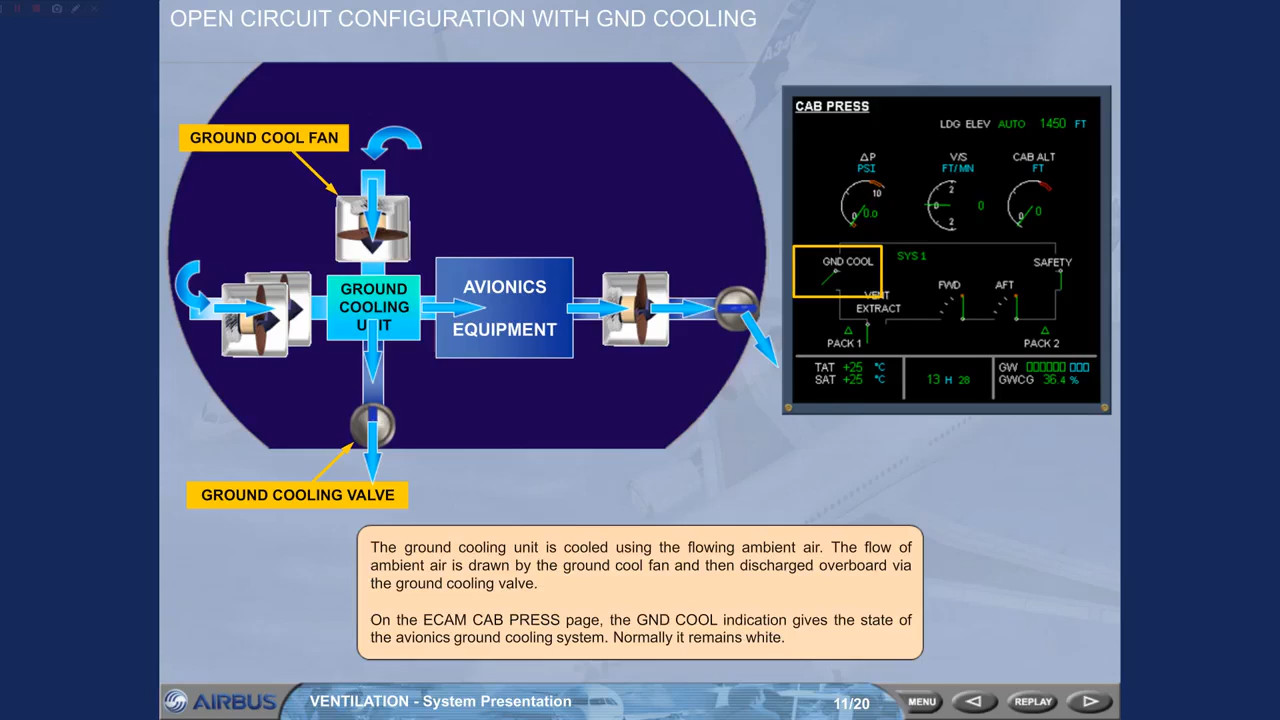 OPEN CIRCUIT CONFIGURATION WITH GND COOLING
A340
GROUND COOL FAN
GROUND
COOLING
UNIT
AVIONICS
EQUIPMENT
GROUND COOLING VALVE
CAB PRESS
LDG ELEV AUTO 1450 FT
ΔP
PSI
V/S
FT/MN
CAB ALT
FT
10
0
0.0
2
0
2
0
0
0
GND COOL
SYS 1
SAFETY
FWD
AFT
VENT
EXTRACT
PACK 1
PACK 2
TAT +25 °C
SAT +25 °C
13 H 28
GW
GWCG 36.4 %
The ground cooling unit is cooled using the flowing ambient air. The flow of
ambient air is drawn by the ground cool fan and then discharged overboard via
the ground cooling valve.
On the ECAM CAB PRESS page, the GND COOL indication gives the state of
the avionics ground cooling system. Normally it remains white.
AIRBUS
VENTILATION - System Presentation
11/20
MENU
REPLAY